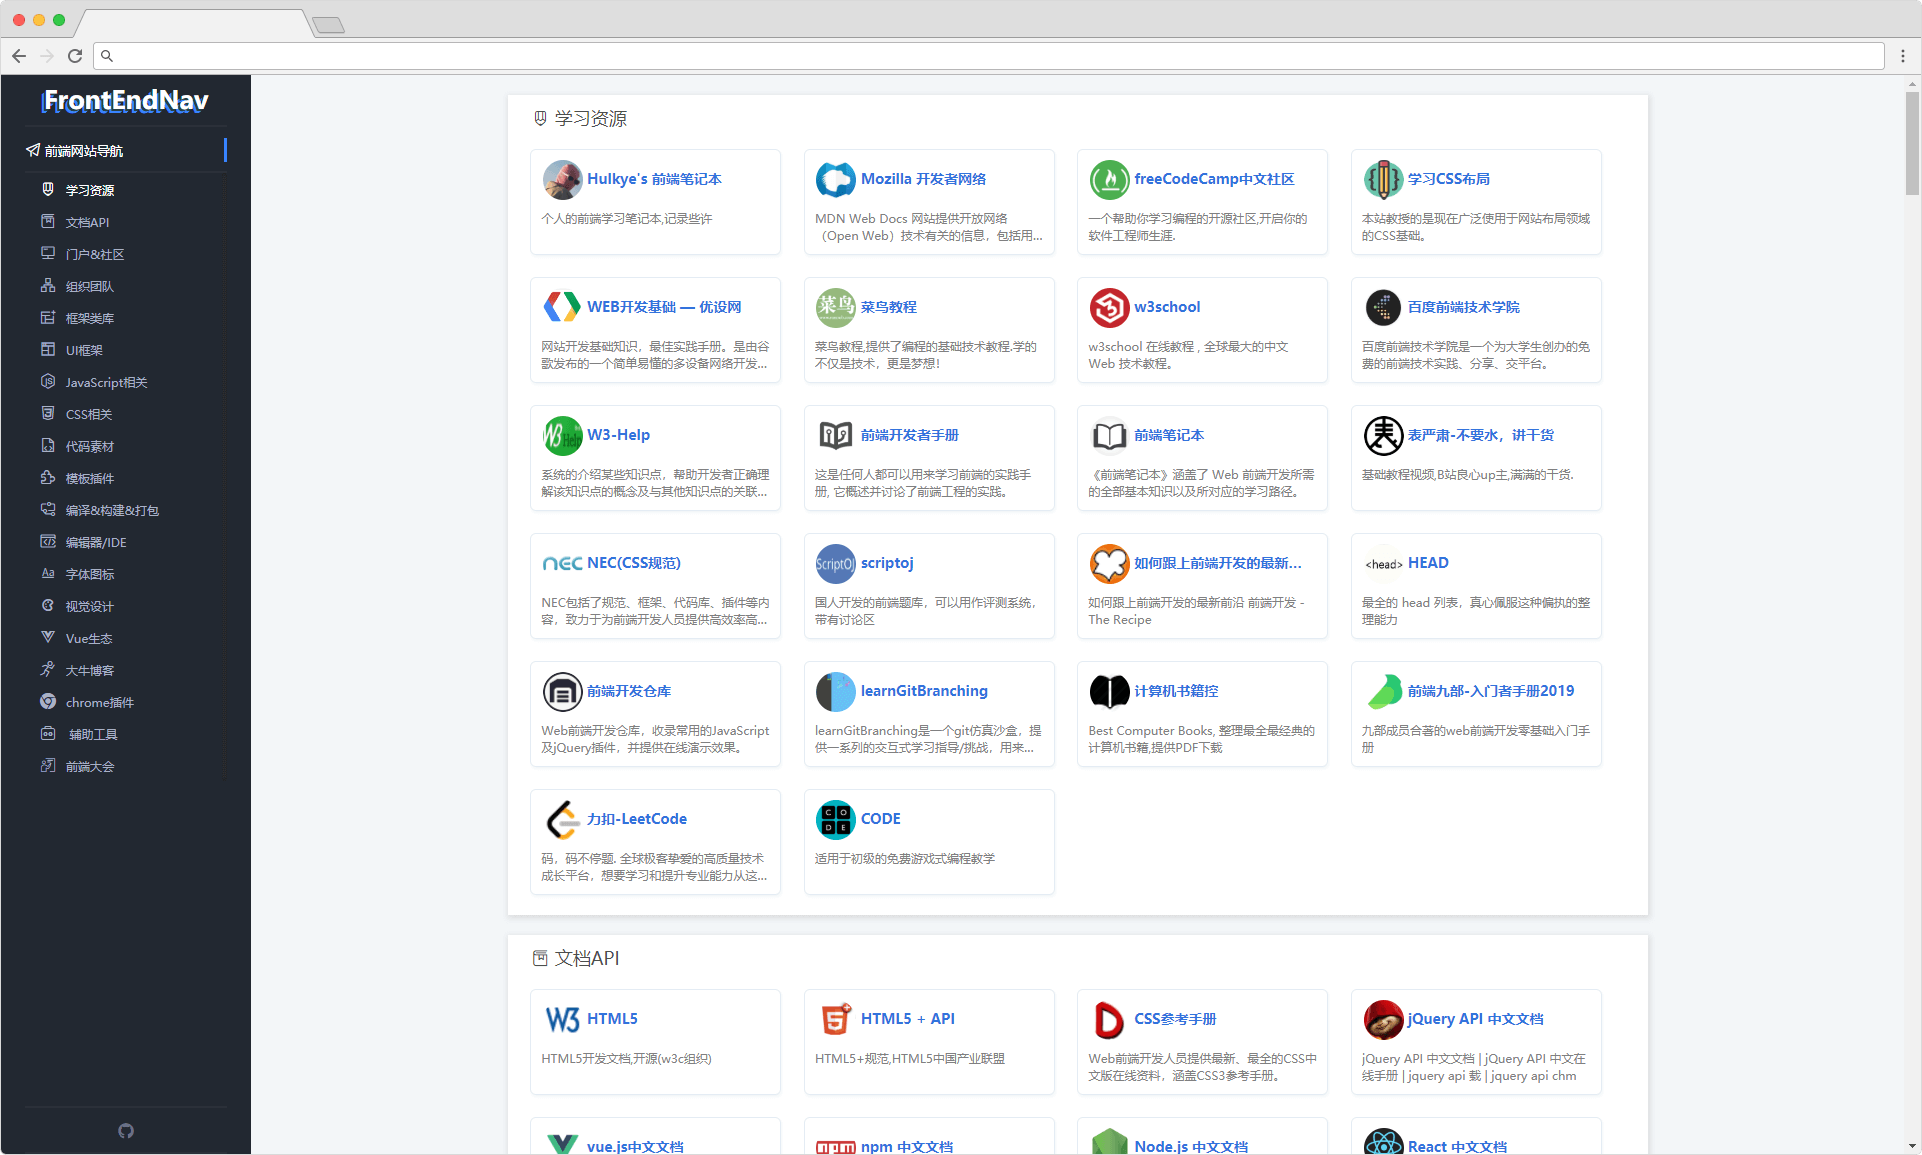 FrontEndNav
前端网站导航
学习资源
文档API
门户&社区
组织团队
框架类库
UI框架
JavaScript相关
CSS相关
代码素材
模板插件
编译&构建&打包
编辑器/IDE
字体图标
视觉设计
Vue生态
大牛博客
chrome插件
辅助工具
前端大会
学习资源
Hulkye's 前端笔记本
个人的前端学习笔记本,记录些许
Mozilla 开发者网络
MDN Web Docs 网站提供开放网络
（Open Web）技术有关的信息，包括用...
freeCodeCamp中文社区
一个帮助你学习编程的开源社区,开启你的
软件工程师生涯.
学习CSS布局
本站教授的是现在广泛使用于网站布局领域
的CSS基础。
WEB开发基础 — 优设网
网站开发基础知识，最佳实践手册。是由谷
歌发布的一个简单易懂的多设备网络开发...
菜鸟
菜鸟教程
菜鸟教程,提供了编程的基础技术教程.学的
不仅是技术，更是梦想!
w3school
w3school 在线教程 , 全球最大的中文
Web 技术教程。
百度前端技术学院
百度前端技术学院是一个为大学生创办的免
费的前端技术实践、分享、交平台。
W3 Help
W3-Help
系统的介绍某些知识点，帮助开发者正确理
解该知识点的概念及与其他知识点的关联...
前端开发者手册
这是任何人都可以用来学习前端的实践手
册, 它概述并讨论了前端工程的实践。
前端笔记本
《前端笔记本》涵盖了 Web 前端开发所需
的全部基本知识以及所对应的学习路径。
表
表严肃-不要水，讲干货
基础教程视频,B站良心up主,满满的干货.
nec
NEC(CSS规范)
NEC包括了规范、框架、代码库、插件等内
容，致力于为前端开发人员提供高效率高...
ScriptOJ
scriptoj
国人开发的前端题库，可以用作评测系统，
带有讨论区
如何跟上前端开发的最新...
如何跟上前端开发的最新前沿 前端开发 -
The Recipe
<head>
HEAD
最全的 head 列表，真心佩服这种偏执的整
理能力
前端开发仓库
Web前端开发仓库，收录常用的JavaScript
及jQuery插件，并提供在线演示效果。
learnGitBranching
learnGitBranching是一个git仿真沙盒，提
供一系列的交互式学习指导/挑战，用来...
计算机书籍控
Best Computer Books, 整理最全最经典的
计算机书籍,提供PDF下载
前端九部-入门者手册2019
九部成员合著的web前端开发零基础入门手
册
力扣-LeetCode
码，码不停题. 全球极客挚爱的高质量技术
成长平台，想要学习和提升专业能力从这...
CODE
CODE
适用于初级的免费游戏式编程教学
文档API
W3
HTML5
HTML5开发文档,开源(w3c组织)
5
HTML5 + API
HTML5+规范,HTML5中国产业联盟
CSS参考手册
Web前端开发人员提供最新、最全的CSS中
文版在线资料，涵盖CSS3参考手册。
jQuery API 中文文档
jQuery API 中文文档 | jQuery API 中文在
线手册 | jquery api 载 | jquery api chm
vue.js中文文档
npm
npm 中文文档
Node.js 中文文档
React 中文文档